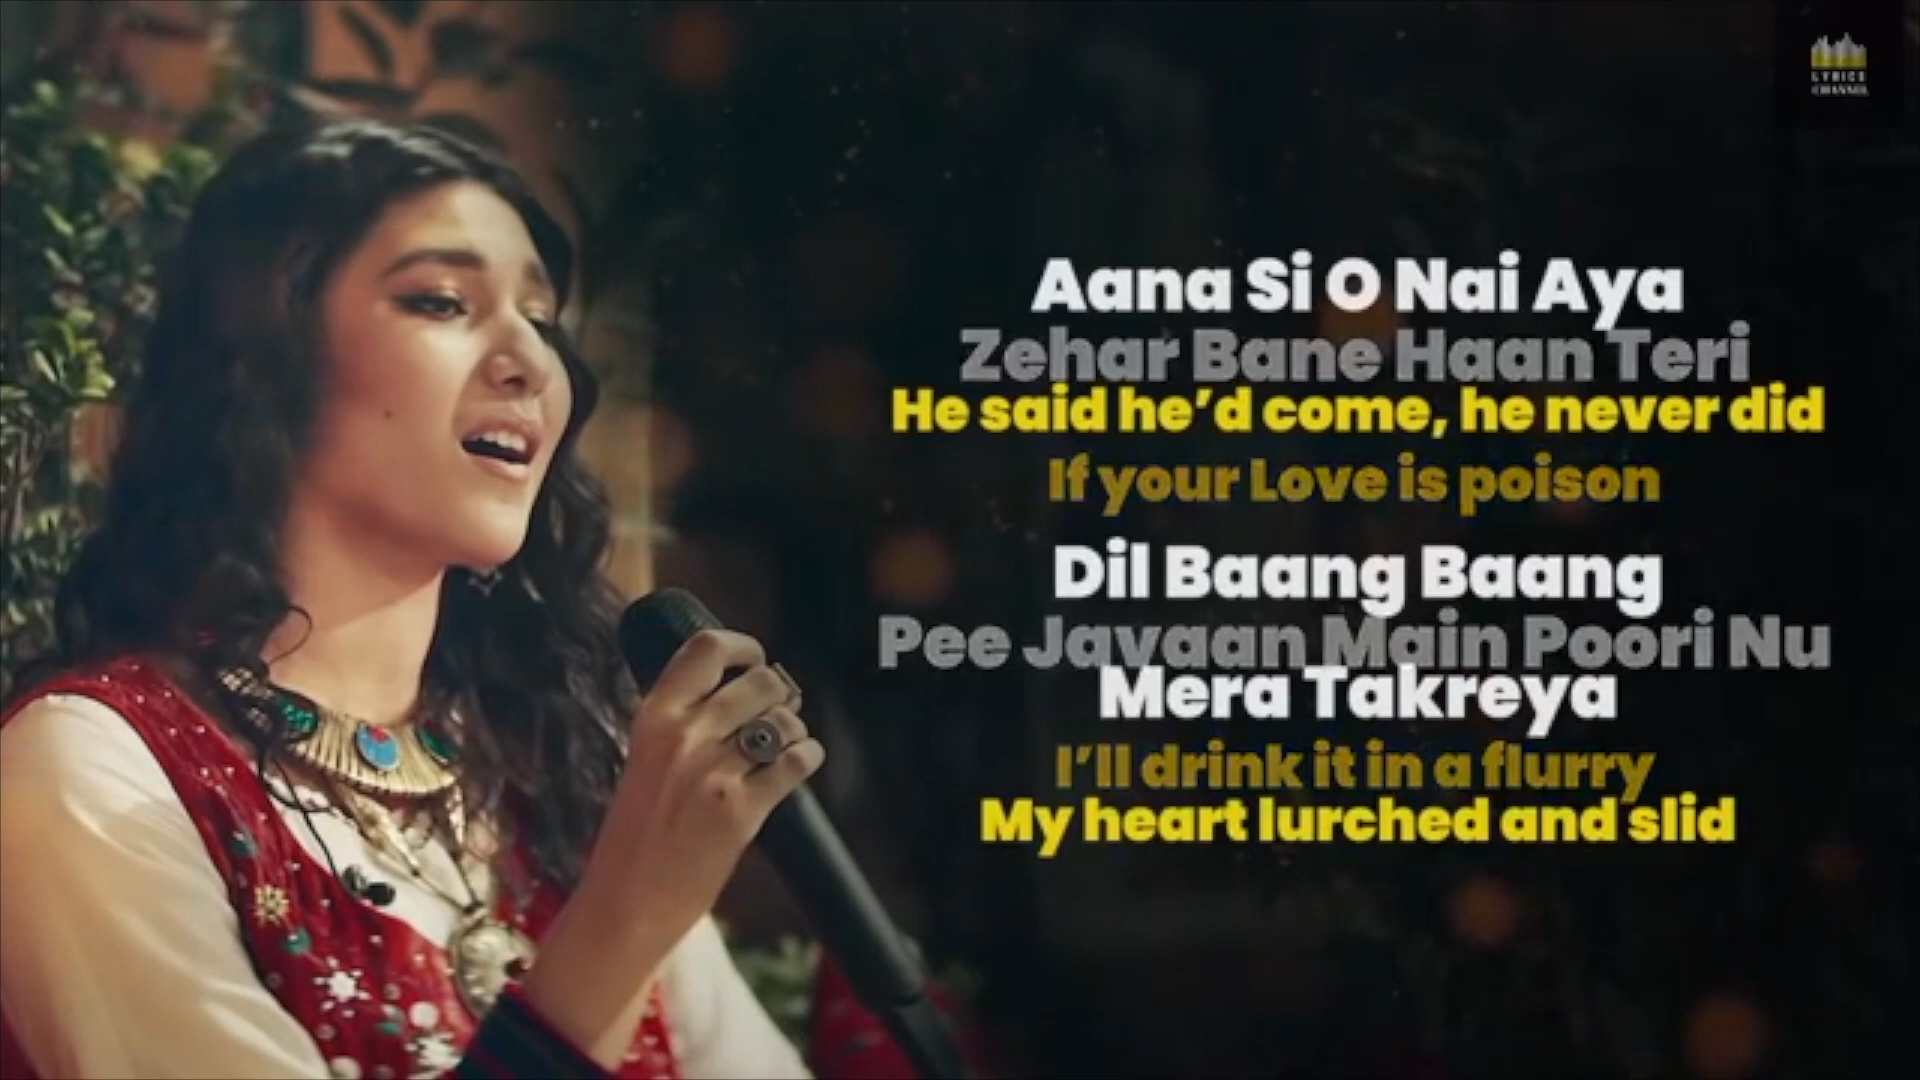 LYRICS
CHANNEL
Aana Si O Nai Aya
Zehar Bane Haan Teri
He said he’d come, he never did
If your Love is poison
Dil Baang Baang
Pee Javaan Main Poori Nu
Mera Takreya
I’ll drink it in a flurry
My heart lurched and slid